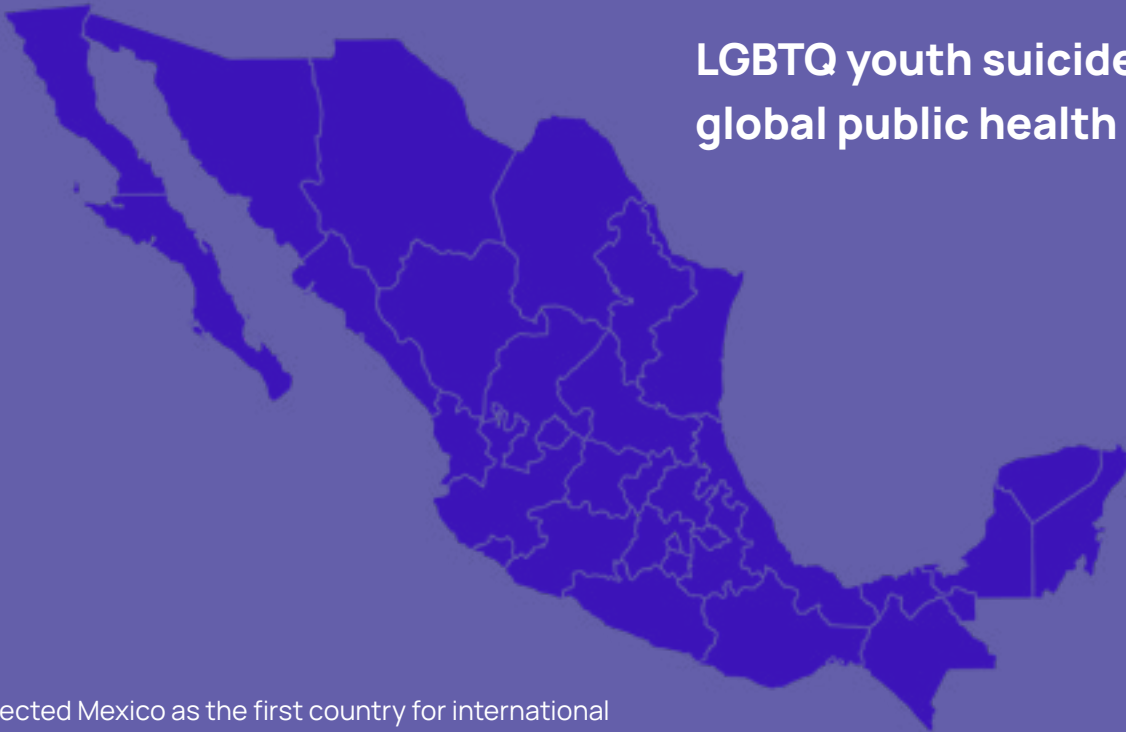 LGBTQ youth suicide
global public health
ected Mexico as the first country for international